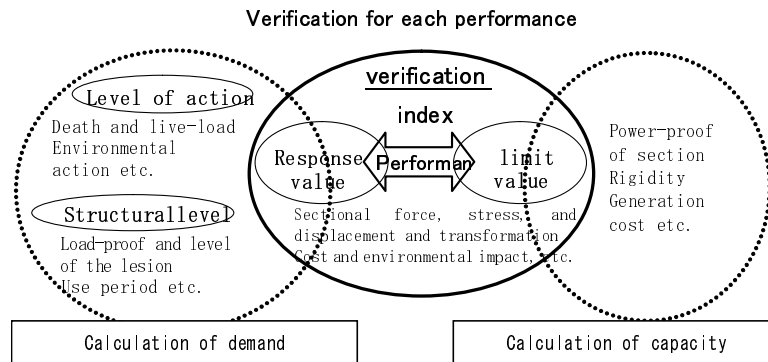 Verification for each performance
Level of action
Death and live-load
Environmental
action etc.
Structurallevel
Load-proof and level
of the lesion
Use period etc.
verification
index
Response
value
Performan
limit
value
Sectional force, stress, and
displacement and transformation
Cost and environmental impact, etc.
Power-proof
of section
Rigidity
Generation
cost etc.
Calculation of demand
Calculation of capacity